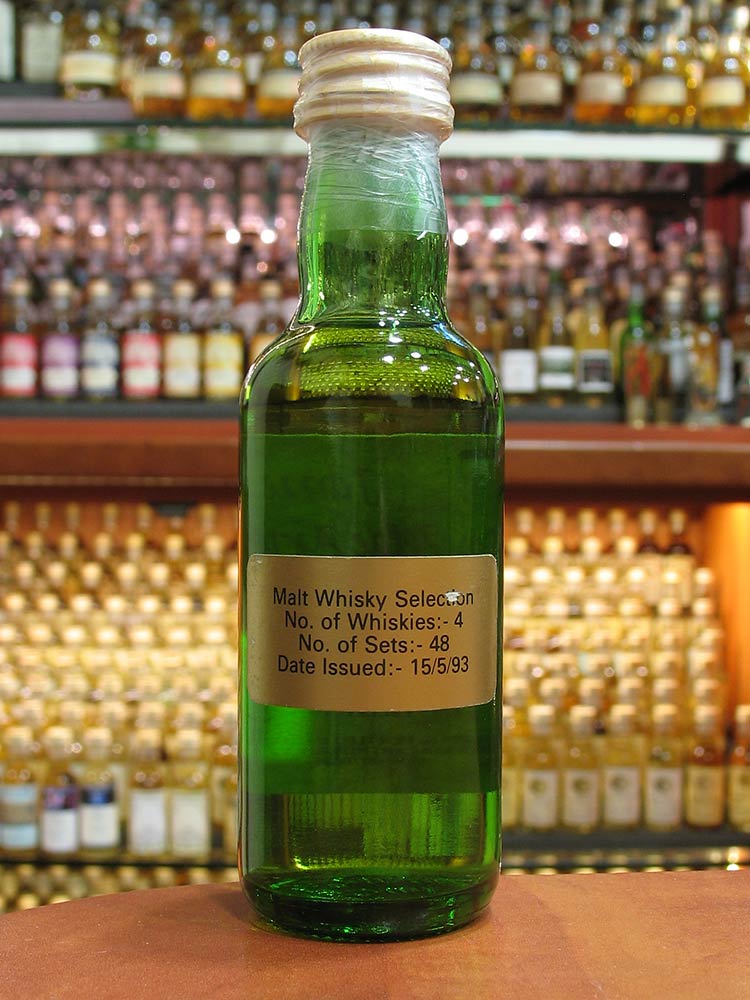 Malt Whisky Selection
No. of Whiskies:- 4
No. of Sets:- 48
Date Issued:- 15/5/93